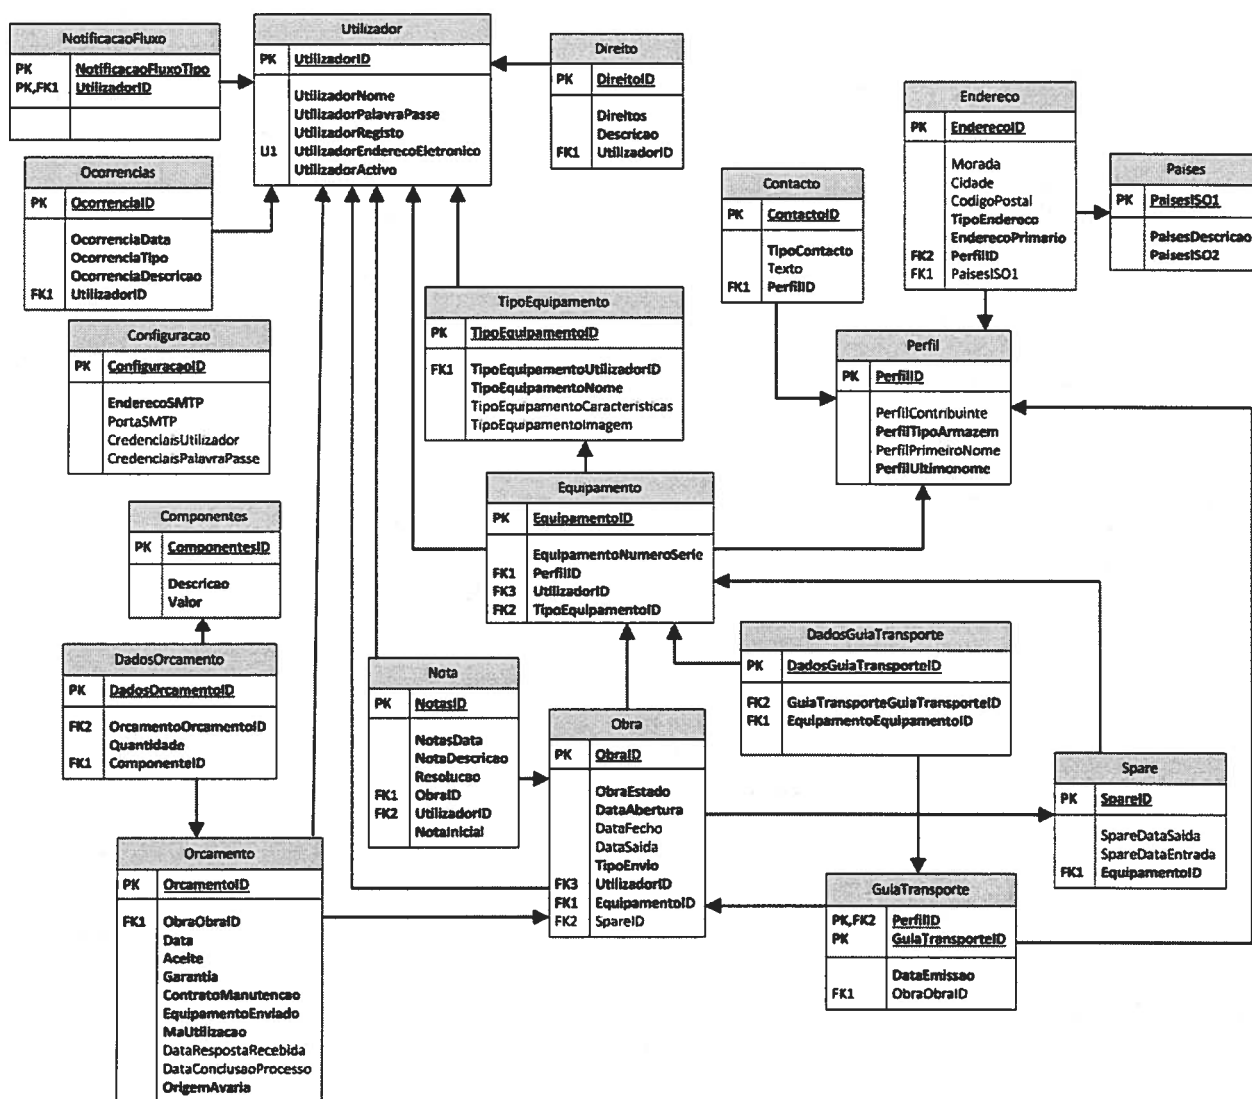 NotificacaoFluxo
PK NotificacaoFluxoTipo
PK,FK1 UtilizadorID
Utilizador
PK UtilizadorID
UtilizadorNome
UtilizadorPalavraPasse
UtilizadorRegisto
U1 UtilizadorEnderecoEletronico
UtilizadorActivo
Direito
PK DireitoID
Direitos
Descricao
FK1 UtilizadorID
Endereco
PK EnderecoID
Morada
Cidade
CodigoPostal
TipoEndereco
EnderecoPrimario
FK2 PerfilID
FK1 PaisesISO1
Paises
PK PaisesISO1
PaisesDescricao
PaisesISO2
Contacto
PK ContactoID
TipoContacto
Texto
FK1 PerfilID
Ocorrencias
PK OcorrenciaID
OcorrenciaData
OcorrenciaTipo
OcorrenciaDescricao
FK1 UtilizadorID
Configuracao
PK ConfiguracaoID
EnderecoSMTP
PortaSMTP
CredenciaisUtilizador
CredenciaisPalavraPasse
TipoEquipamento
PK TipoEquipamentoID
FK1 TipoEquipamentoUtilizadorID
TipoEquipamentoNome
TipoEquipamentoCaracteristicas
TipoEquipamentoImagem
Perfil
PK PerfilID
PerfilContribuinte
PerfilTipoArmazem
PerfilPrimeiroNome
PerfilUltimonome
Equipamento
PK EquipamentoID
EquipamentoNumeroSerie
FK1 PerfilID
FK3 UtilizadorID
FK2 TipoEquipamentoID
Componentes
PK ComponentesID
Descricao
Valor
DadosOrcamento
PK DadosOrcamentoID
FK2 OrcamentoOrcamentoID
Quantidade
FK1 ComponenteID
Nota
PK NotasID
NotasData
NotaDescricao
Resolucao
FK1 ObraID
FK2 UtilizadorID
NotaInicial
Obra
PK ObraID
ObraEstado
DataAbertura
DataFecho
DataSaida
TipoEnvio
FK3 UtilizadorID
FK1 EquipamentoID
FK2 SpareID
DadosGuiaTransporte
PK DadosGuiaTransporteID
FK2 GuiaTransporteGuiaTransporteID
FK1 EquipamentoEquipamentoID
Spare
PK SpareID
SpareDataSaida
SpareDataEntrada
FK1 EquipamentoID
Orcamento
PK OrcamentoID
FK1 ObraObraID
Data
Aceite
Garantia
ContratoManutencao
EquipamentoEnviado
MaUtilizacao
DataRespostaRecebida
DataConclusaoProcesso
OrigemAvaria
GuiaTransporte
PK,FK2 PerfilID
PK GuiaTransporteID
DataEmissao
FK1 ObraObraID